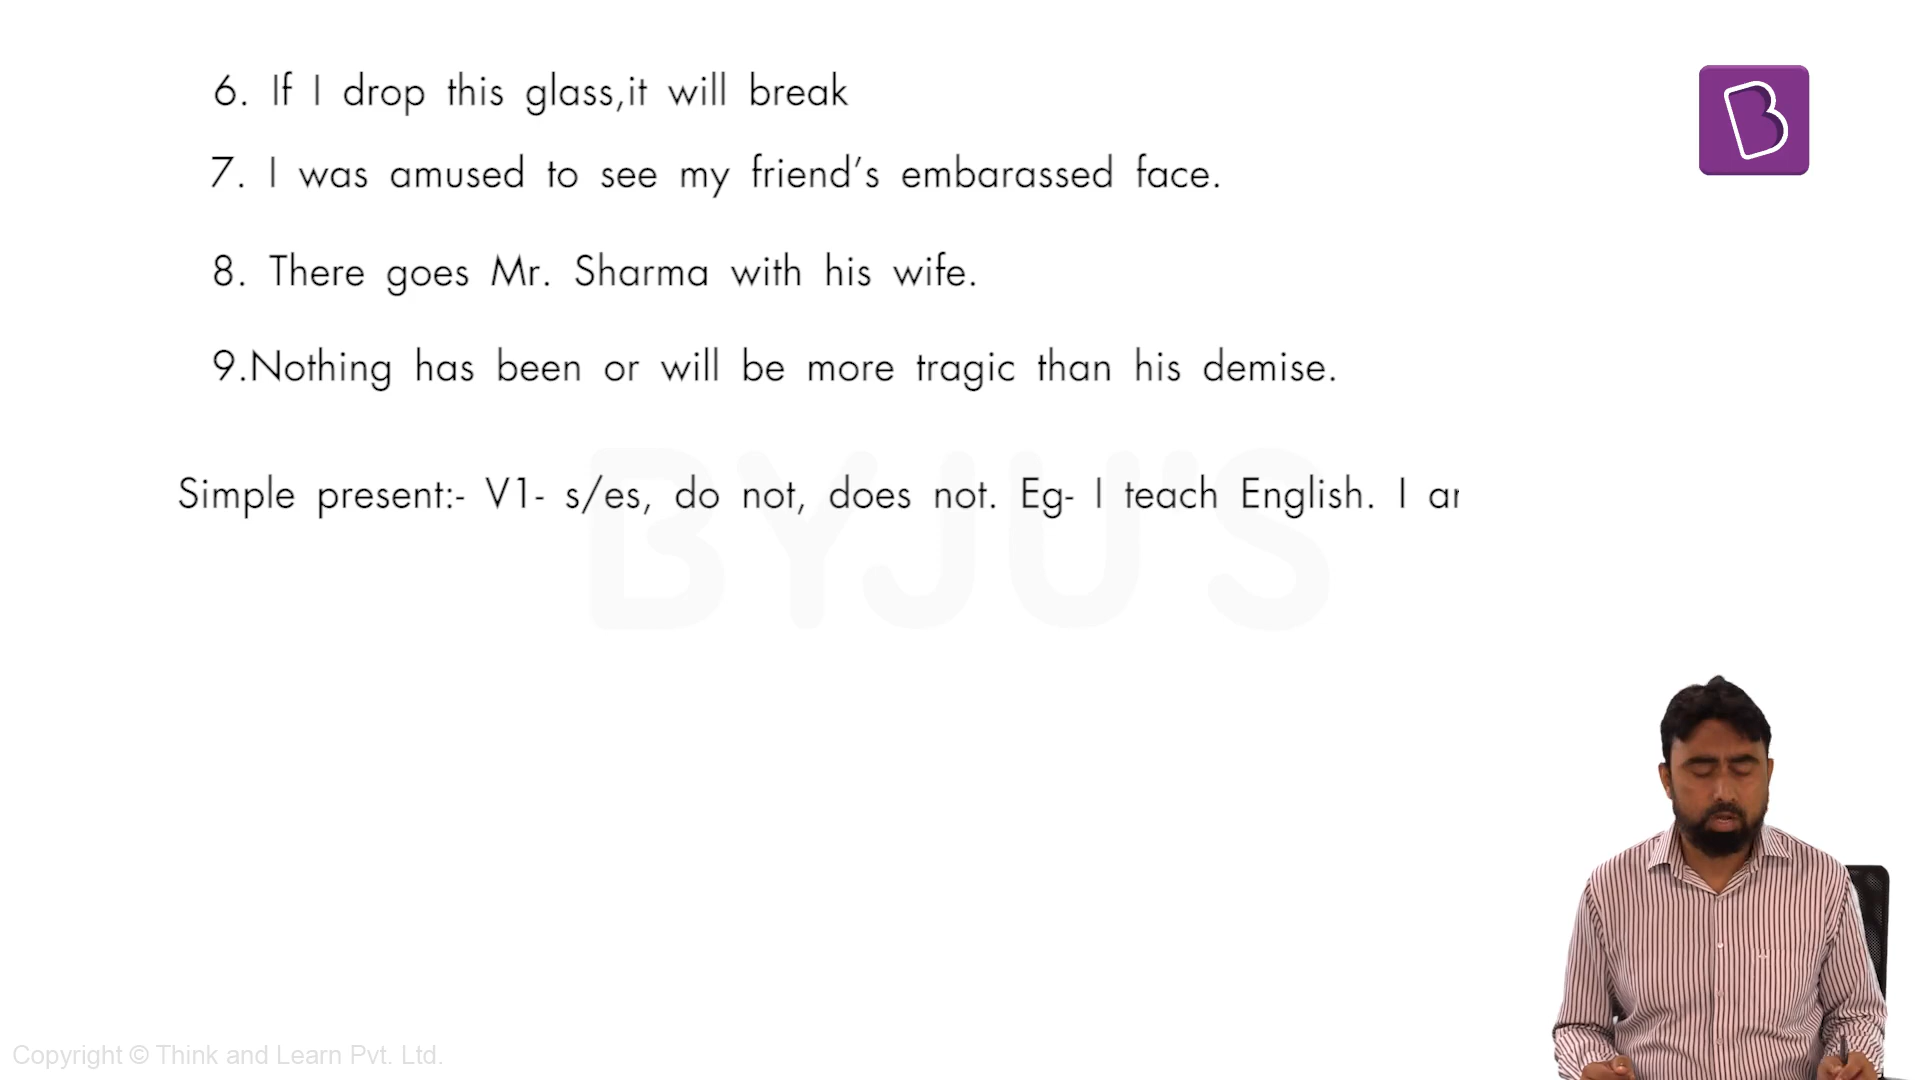 6. If I drop this glass,it will break
7. I was amused to see my friend’s embarassed face.
8. There goes Mr. Sharma with his wife.
9.Nothing has been or will be more tragic than his demise.
Simple present:- V1- s/es, do not, does not. Eg- I teach English. I
BYJU'S
Copyright © Think and Learn Pvt. Ltd.